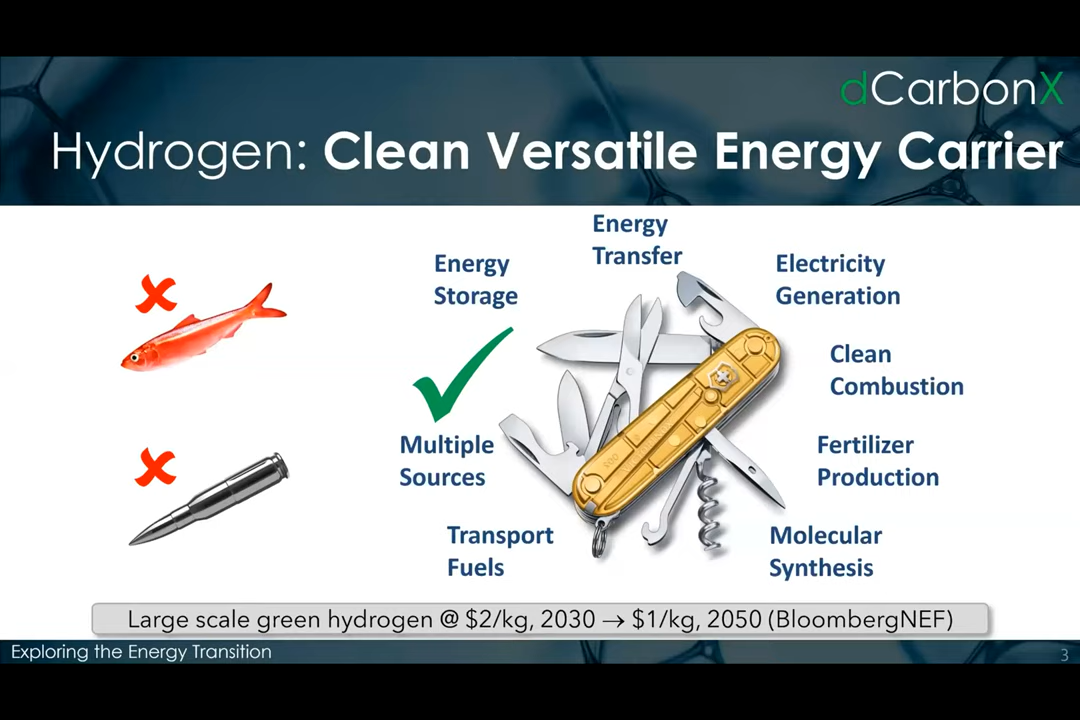 dCarbonX
Hydrogen: Clean Versatile Energy Carrier
Energy
Transfer
Energy
Storage
Electricity
Generation
Clean
Combustion
Multiple
Sources
Fertilizer
Production
Transport
Fuels
Molecular
Synthesis
Large scale green hydrogen @ $2/kg, 2030 → $1/kg, 2050 (BloombergNEF)
Exploring the Energy Transition
3